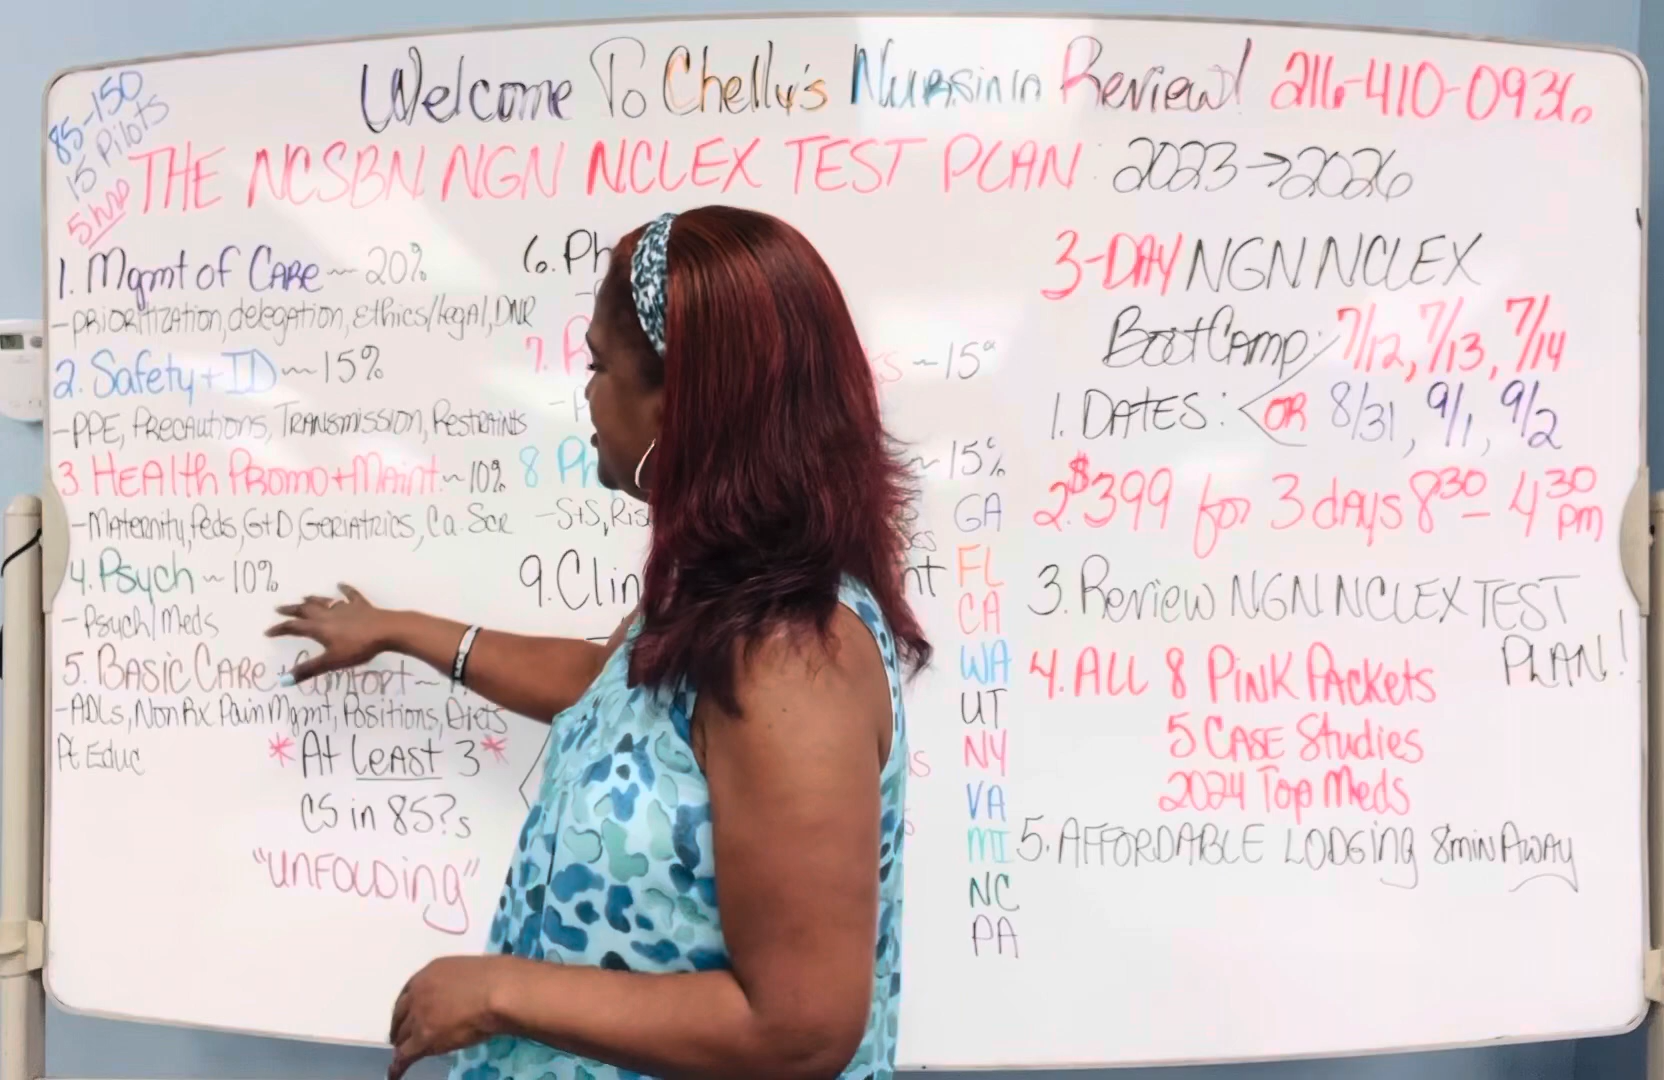 Welcome To Chelly's Nursinin Review! 216-410-0936
85-150
15 Pilots
5 hrs
THE NCSBN NGN NCLEX TEST PLAN: 2023→2026
1. Mgmt of CARE ~ 20%
-PRIORITIZATION, delegation, Ethics/legal, DNR
2. Safety + ID ~ 15%
-PPE, PRECAUTIONS, TRANSMISSION, RESTRAINTS
3 HEAlth Promo + Maint. ~ 10%
-MATERNITY, Peds, G+D, GERIATRICS, Ca Scr
4. Psych ~ 10%
- Psych/Meds
5. BASIC CARE + Comfort ~
-ADLs, Non Rx Pain Mgmt, Positions, Diets
Pt Educ
*At LEAST 3*
CS in 85?s
"UNFOLDING"
6. Ph
7.
~15%
8 Ph
~15%
-S+S, Ris
9. Clin
nt
GA
FL
CA
WA
UT
NY
VA
MI
NC
PA
3-DAY NGN NCLEX
BootCamp: 7/12, 7/13, 7/14
1. DATES: OR 8/31, 9/1, 9/2
2. $399 for 3 days 8:30 - 4:30 pm
3. Review NGN NCLEX TEST
PLAN!
4. ALL 8 PINK PACKETS
5 CASE Studies
2024 Top Meds
5. AFFORDABLE LODGING 8min AWAY